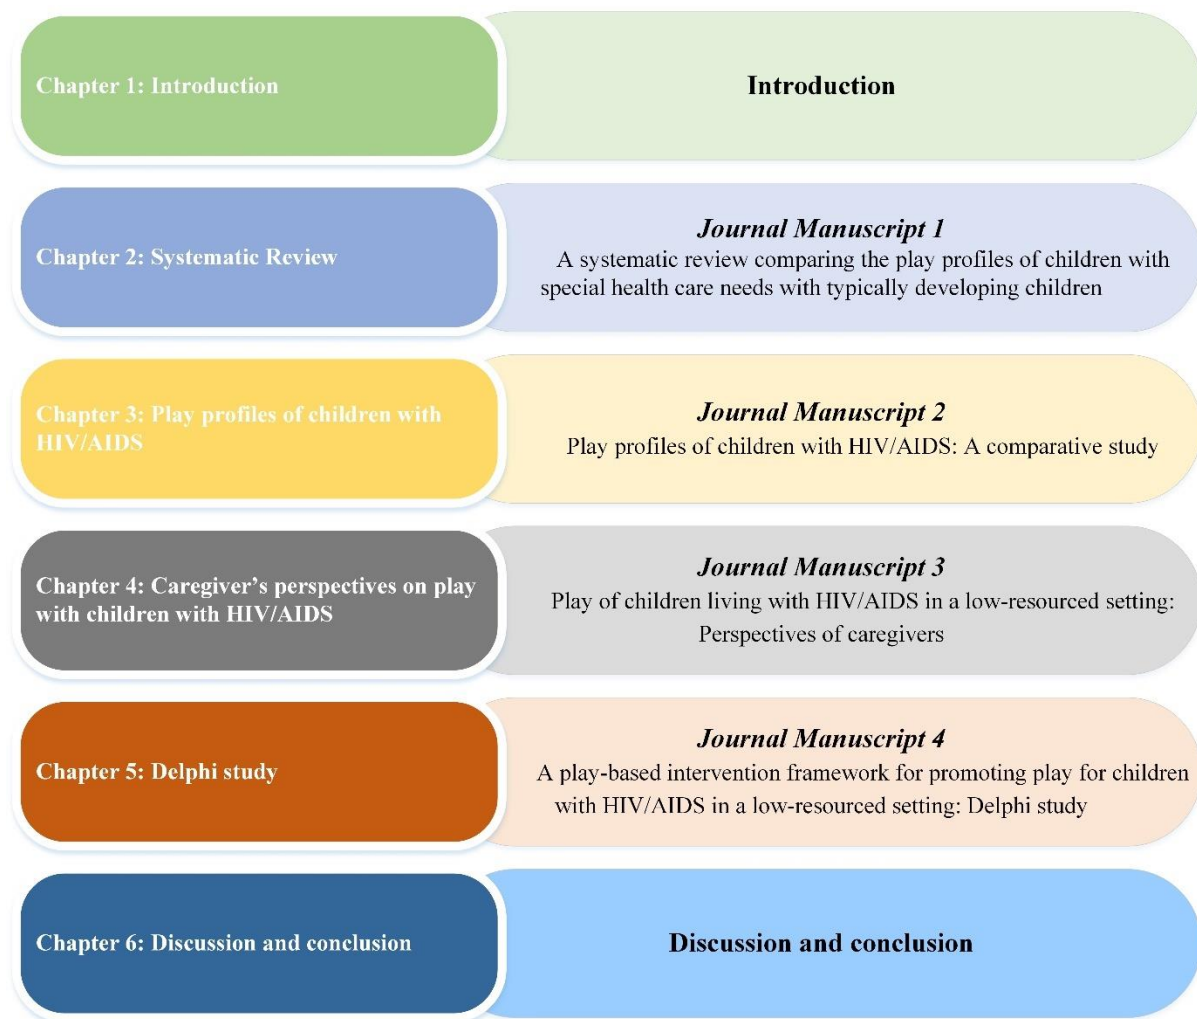 Chapter 1: Introduction
Introduction
Chapter 2: Systematic Review
Journal Manuscript 1
A systematic review comparing the play profiles of children with
special health care needs with typically developing children
Chapter 3: Play profiles of children with
HIV/AIDS
Journal Manuscript 2
Play profiles of children with HIV/AIDS: A comparative study
Chapter 4: Caregiver’s perspectives on play
with children with HIV/AIDS
Journal Manuscript 3
Play of children living with HIV/AIDS in a low-resourced setting:
Perspectives of caregivers
Chapter 5: Delphi study
Journal Manuscript 4
A play-based intervention framework for promoting play for children
with HIV/AIDS in a low-resourced setting: Delphi study
Chapter 6: Discussion and conclusion
Discussion and conclusion